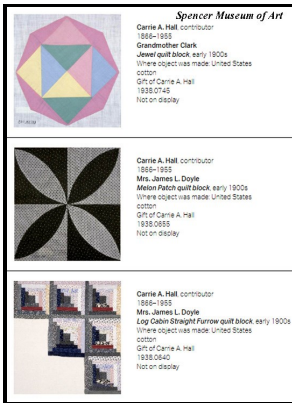 Spencer Museum of Art
Carrie A. Hall, contributor
1866–1955
Grandmother Clark
Jewel quilt block, early 1900s
Where object was made: United States
cotton
Gift of Carrie A. Hall
1938.0745
Not on display
Carrie A. Hall, contributor
1866–1955
Mrs. James L. Doyle
Melon Patch quilt block, early 1900s
Where object was made: United States
cotton
Gift of Carrie A. Hall
1938.0655
Not on display
Carrie A. Hall, contributor
1866–1955
Mrs. James L. Doyle
Log Cabin Straight Furrow quilt block, early 1900s
Where object was made: United States
cotton
Gift of Carrie A. Hall
1938.0640
Not on display